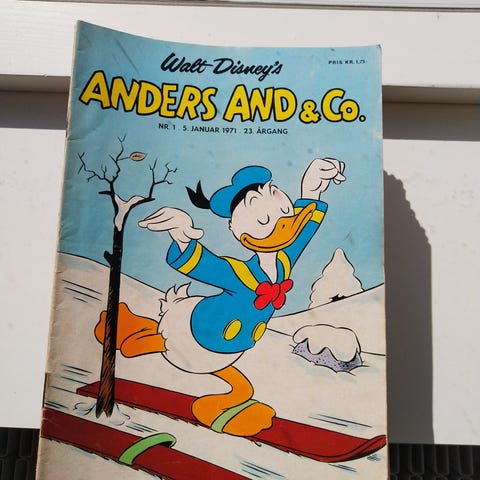 Walt Disney's
PRIS KR. 1,75
ANDERS AND & Co.
NR. 1 . 5. JANUAR 1971 . 23. ÅRGANG